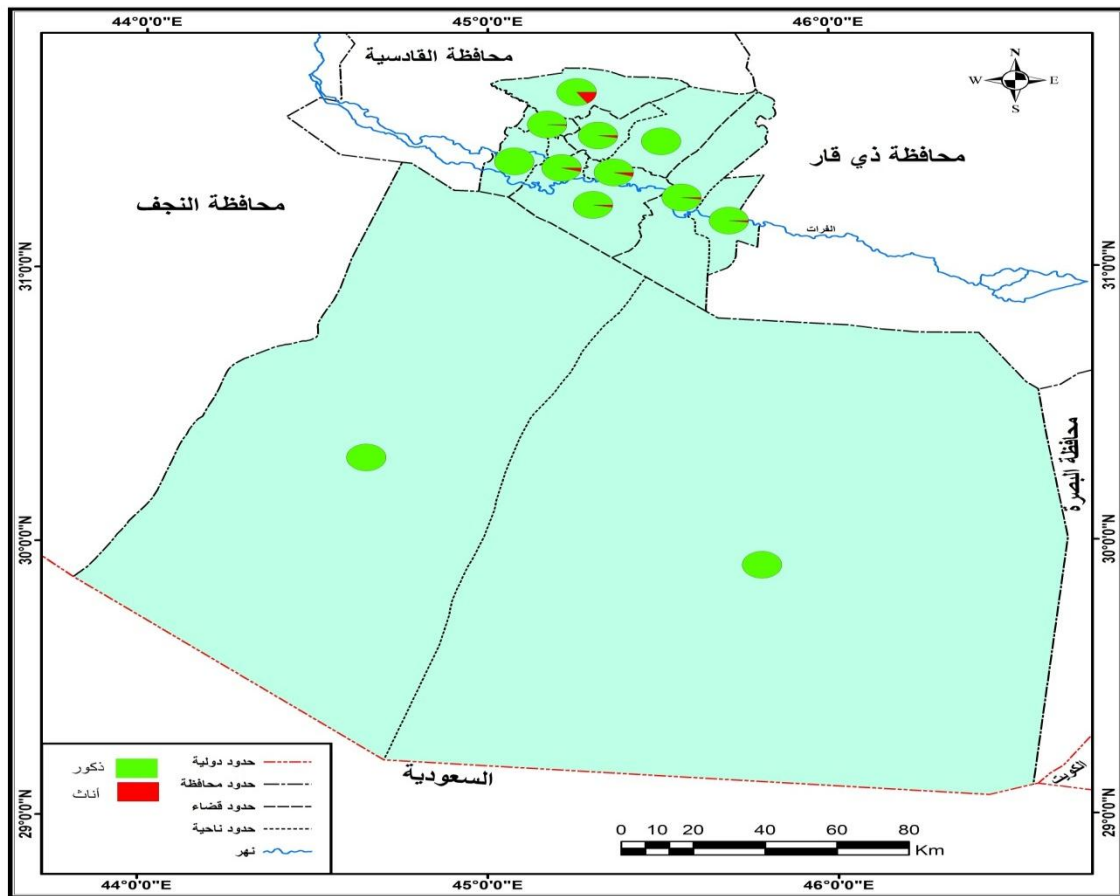 44°0'0"E
45°0'0"E
46°0'0"E
محافظة القادسية
N
W E
S
محافظة ذي قار
محافظة النجف
الفرات
31°0'0"N
31°0'0"N
محافظة البصرة
30°0'0"N
30°0'0"N
السعودية
الكويت
29°0'0"N
29°0'0"N
حدود دولية
ذكور
حدود محافظة
أناث
حدود قضاء
حدود ناحية
نهر
0 10 20 40 60 80
Km
44°0'0"E
45°0'0"E
46°0'0"E